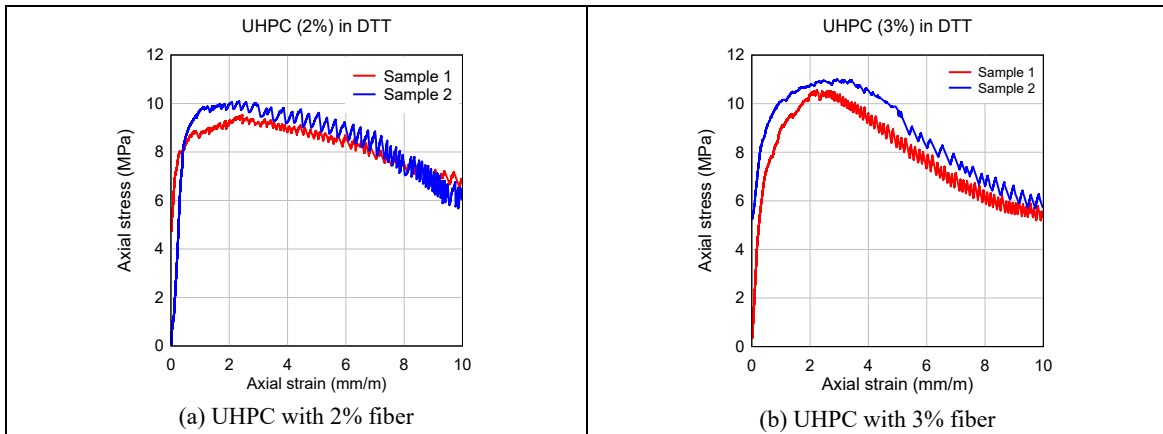 UHPC (2%) in DTT
12
10
8
6
4
2
0
Axial stress (MPa)
Sample 1
Sample 2
0 2 4 6 8 10
Axial strain (mm/m)
(a) UHPC with 2% fiber
UHPC (3%) in DTT
12
10
8
6
4
2
0
Axial stress (MPa)
Sample 1
Sample 2
0 2 4 6 8 10
Axial strain (mm/m)
(b) UHPC with 3% fiber